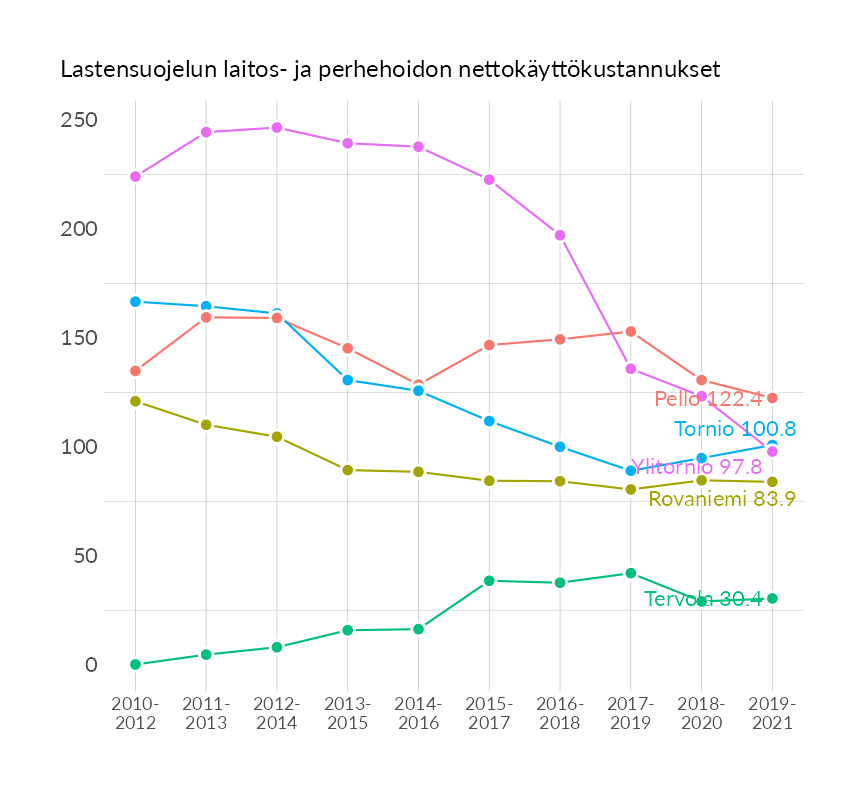 Lastensuojelun laitos- ja perhehoidon nettokäyttökustannukset
250
200
150
100
50
0
Pello 122.4
Tornio 100.8
Ylitornio 97.8
Rovaniemi 83.9
Tervola 30.4
2010- 2011- 2012- 2013- 2014- 2015- 2016- 2017- 2018- 2019-
2012 2013 2014 2015 2016 2017 2018 2019 2020 2021